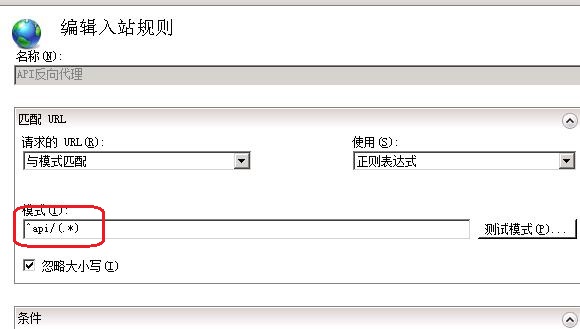 编辑入站规则
名称(N):
API反向代理
匹配 URL
请求的 URL(R): 使用(S):
与模式匹配 正则表达式
模式(T):
^api/(.*) 测试模式(P)...
忽略大小写(I)
条件